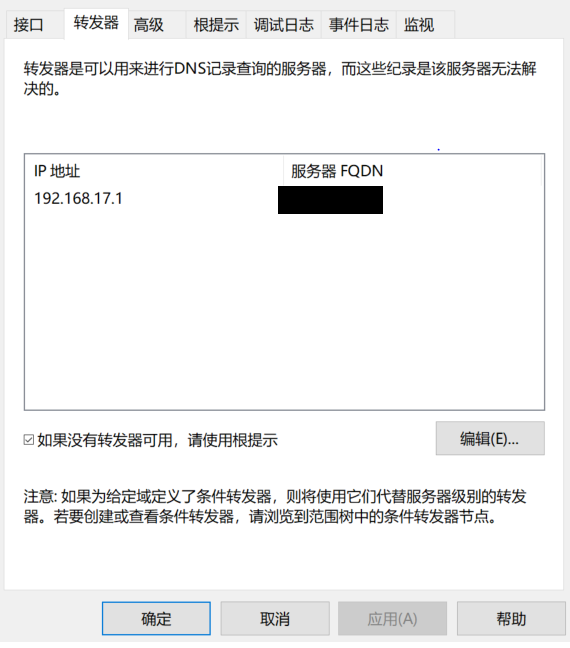 接口 转发器 高级 根提示 调试日志 事件日志 监视
转发器是可以用来进行DNS记录查询的服务器，而这些纪录是该服务器无法解
决的。
IP 地址 服务器 FQDN
192.168.17.1
如果没有转发器可用，请使用根提示 编辑(E)...
注意: 如果为给定域定义了条件转发器，则将使用它们代替服务器级别的转发
器。若要创建或查看条件转发器，请浏览到范围树中的条件转发器节点。
确定 取消 应用(A) 帮助